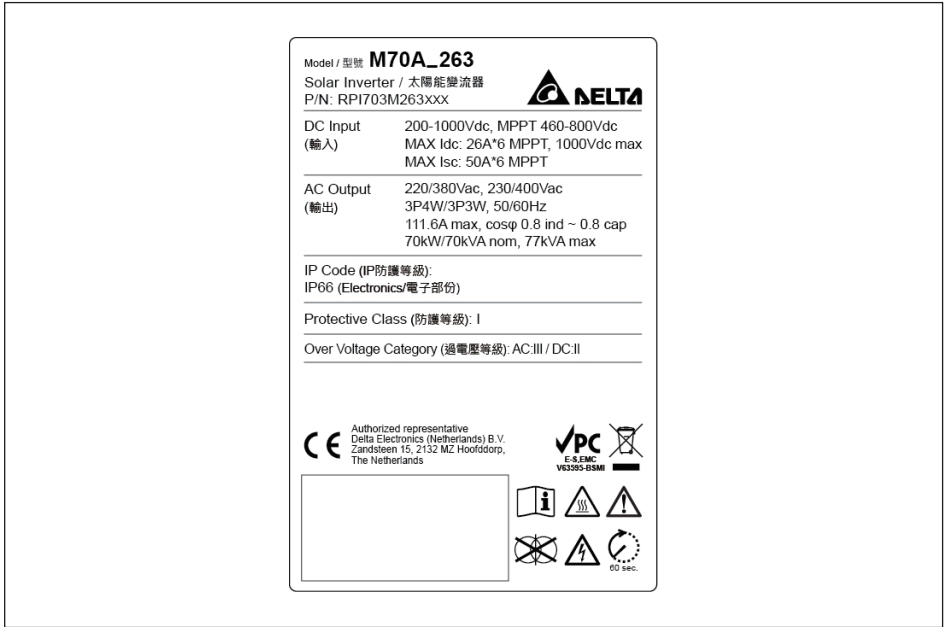 Model / 型號 M70A_263
Solar Inverter / 太陽能變流器
P/N: RPI703M263XXX
DELTA
DC Input 200-1000Vdc, MPPT 460-800Vdc
(輸入) MAX Idc: 26A*6 MPPT, 1000Vdc max
MAX Isc: 50A*6 MPPT
AC Output 220/380Vac, 230/400Vac
(輸出) 3P4W/3P3W, 50/60Hz
111.6A max, cosφ 0.8 ind ~ 0.8 cap
70kW/70kVA nom, 77kVA max
IP Code (IP防護等級):
IP66 (Electronics/電子部份)
Protective Class (防護等級): I
Over Voltage Category (過電壓等級): AC:III / DC:II
CE
Authorized representative
Delta Electronics (Netherlands) B.V.
Zandsteen 15, 2132 MZ Hoofddorp,
The Netherlands
VPC
E-S,EMC
V63595-BSMI
i
60 sec.